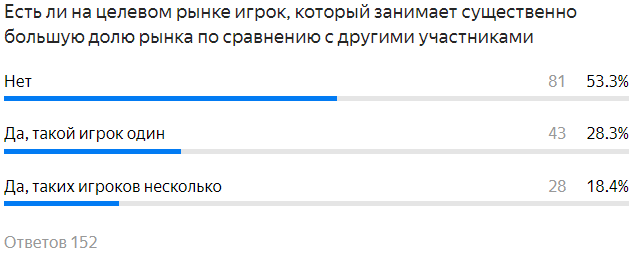 Есть ли на целевом рынке игрок, который занимает существенно
большую долю рынка по сравнению с другими участниками
Нет 81 53.3%
Да, такой игрок один 43 28.3%
Да, таких игроков несколько 28 18.4%
Ответов 152